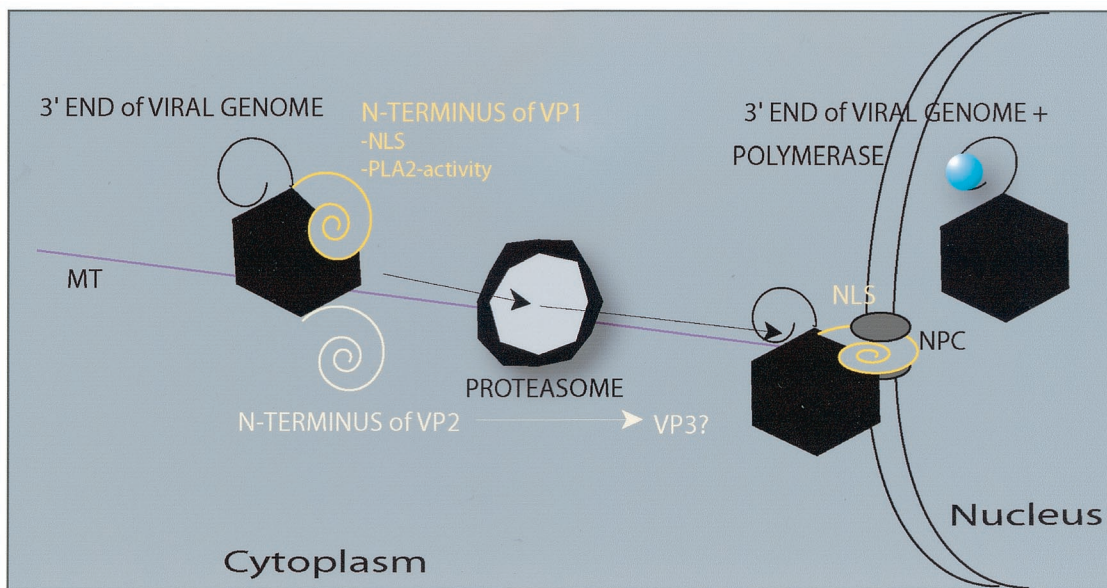 3' END of VIRAL GENOME
N-TERMINUS of VP1
-NLS
-PLA2-activity
3' END of VIRAL GENOME +
POLYMERASE
MT
NLS
NPC
PROTEASOME
N-TERMINUS of VP2
VP3?
Nucleus
Cytoplasm